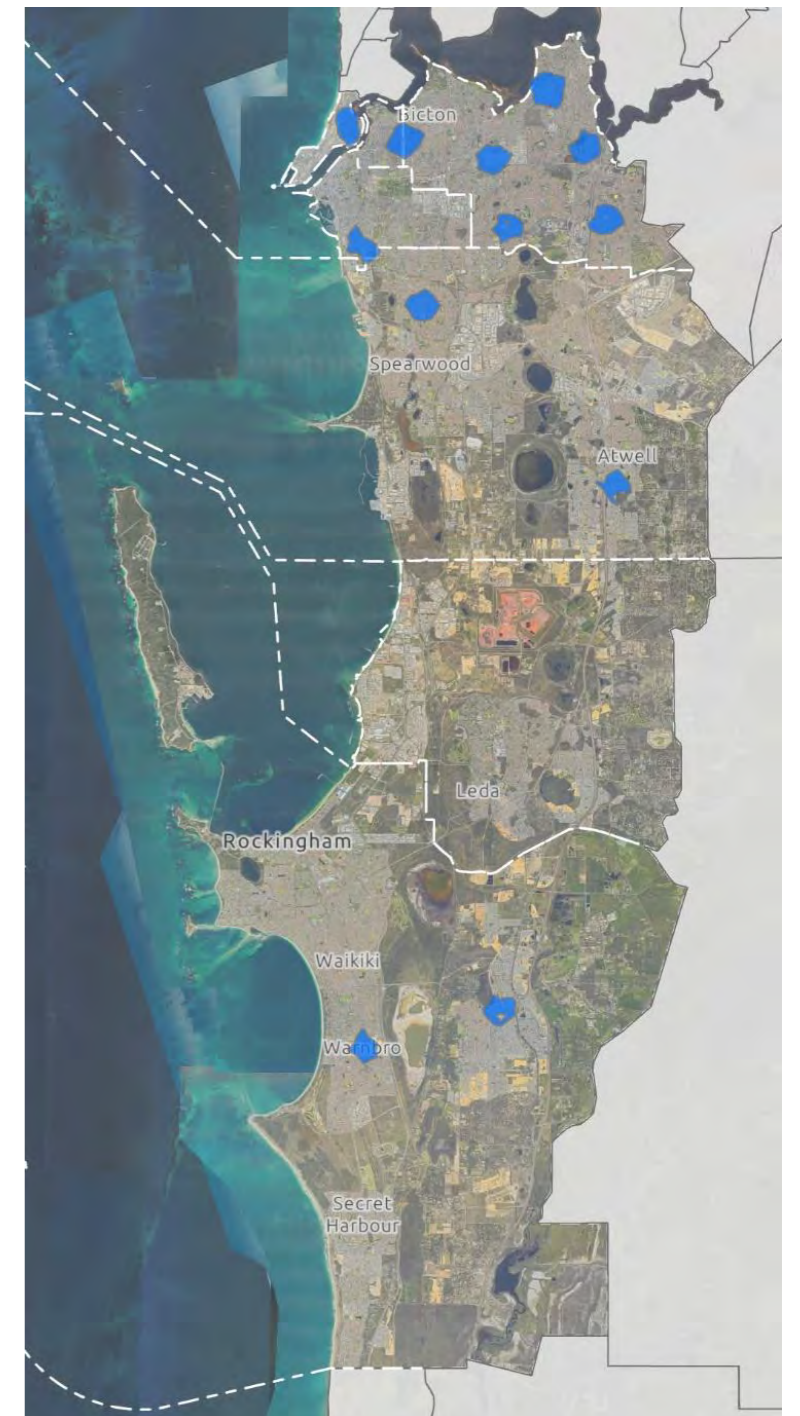 Bicton
Spearwood
Atwell
Leda
Rockingham
Waikiki
Warnbro
Secret
Harbour